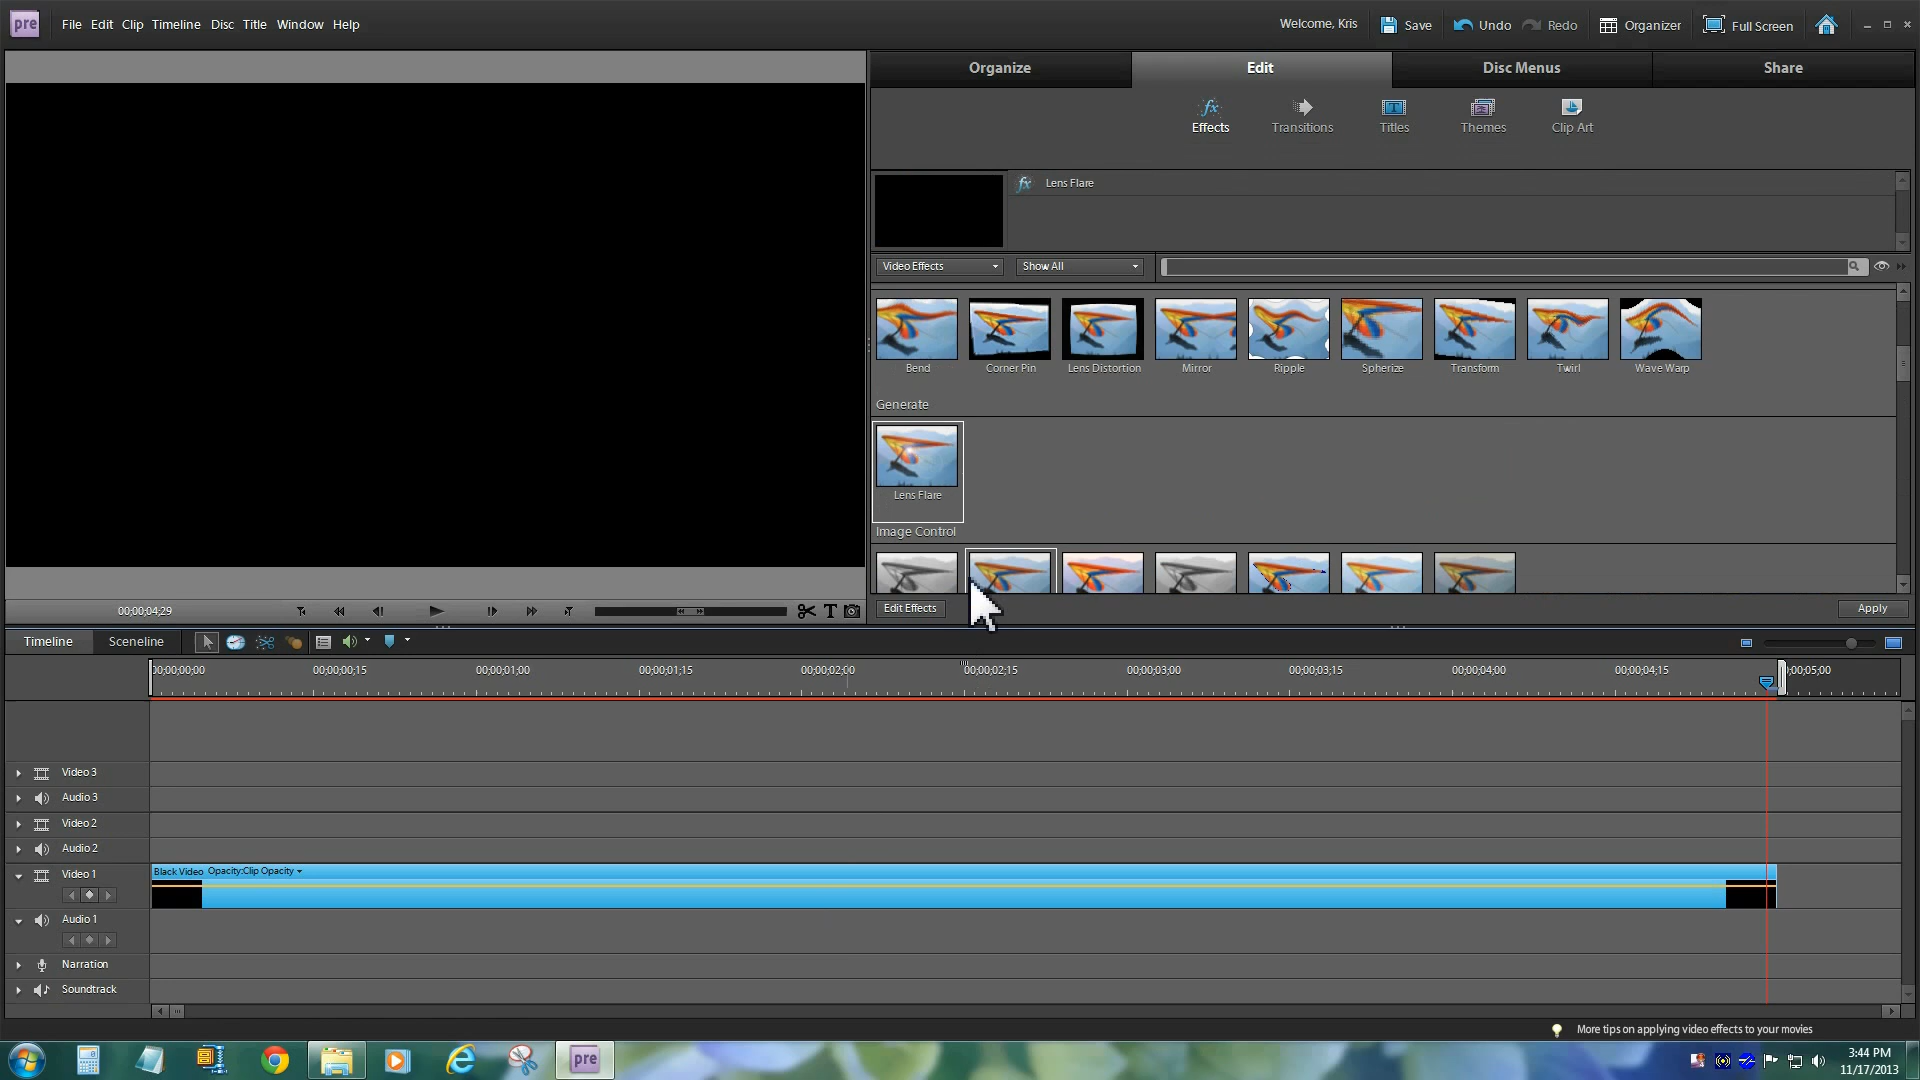 pre File Edit Clip Timeline Disc Title Window Help Welcome, Kris Save Undo Redo Organizer Full Screen
Organize Edit Disc Menus Share
Effects Transitions Titles Themes Clip Art
fx Lens Flare
Video Effects Show All
Bend Corner Pin Lens Distortion Mirror Ripple Spherize Transform Twirl Wave Warp
Generate
Lens Flare
Image Control
00;00;04;29 T Edit Effects Apply
Timeline Sceneline
00;00;00;00 00;00;00;15 00;00;01;00 00;00;01;15 00;00;02;00 00;00;02;15 00;00;03;00 00;00;03;15 00;00;04;00 00;00;04;15 0;00;05;00
Video 3
Audio 3
Video 2
Audio 2
Video 1 Black Video Opacity:Clip Opacity
Audio 1
Narration
Soundtrack
More tips on applying video effects to your movies
pre 3:44 PM
11/17/2013